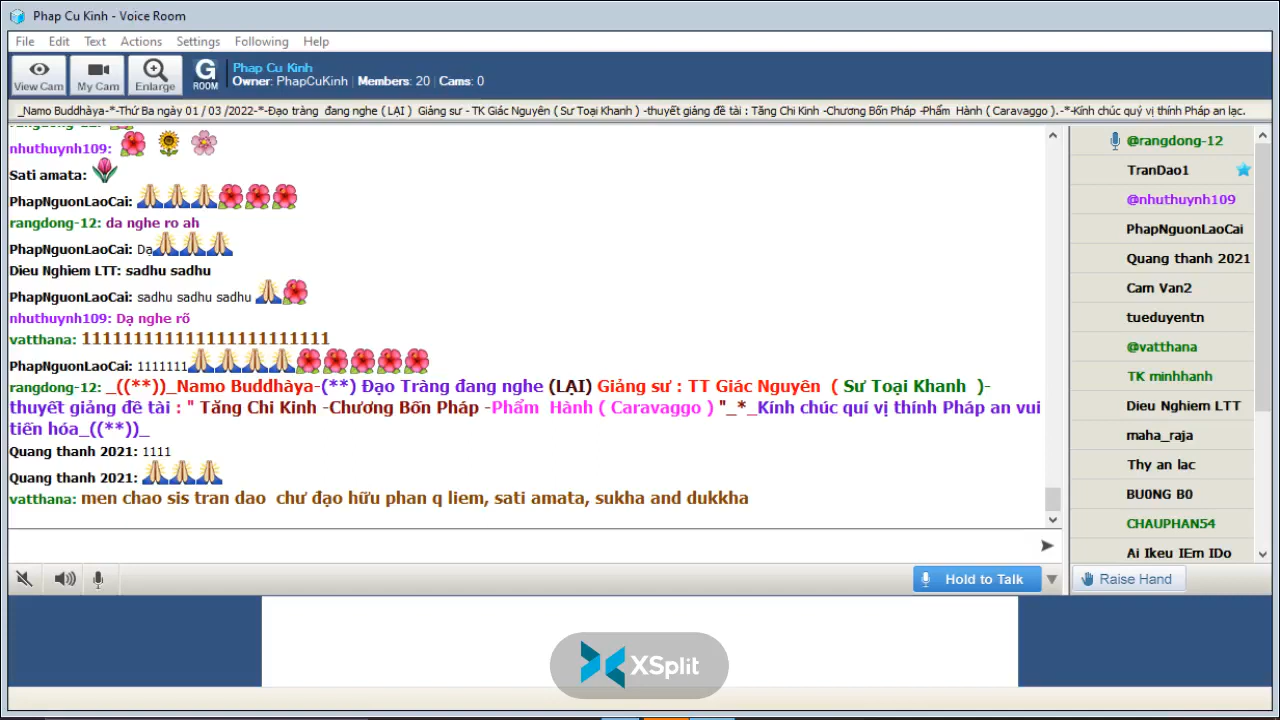 Phap Cu Kinh - Voice Room
File Edit Text Actions Settings Following Help
View Cam
My Cam
Enlarge
G
ROOM
Phap Cu Kinh
Owner: PhapCuKinh | Members: 20 | Cams: 0
_Namo Buddhàya-*-Thứ Ba ngày 01 / 03 /2022-*-Đạo tràng đang nghe ( LẠI ) Giảng sư - TK Giác Nguyên ( Sư Toại Khanh ) -thuyết giảng đề tài : Tăng Chi Kinh -Chương Bốn Pháp -Phẩm Hành ( Caravaggo ).-*-Kính chúc quý vị thính Pháp an lạc.
nhuthuynh109:
Sati amata:
PhapNguonLaoCai:
rangdong-12: da nghe ro ah
PhapNguonLaoCai: Dạ
Dieu Nghiem LTT: sadhu sadhu
PhapNguonLaoCai: sadhu sadhu sadhu
nhuthuynh109: Dạ nghe rõ
vatthana: 111111111111111111111111
PhapNguonLaoCai: 1111111
rangdong-12: _((**))_Namo Buddhàya-(**) Đạo Tràng đang nghe (LẠI) Giảng sư : TT Giác Nguyên ( Sư Toại Khanh )-
thuyết giảng đề tài : " Tăng Chi Kinh -Chương Bốn Pháp -Phẩm Hành ( Caravaggo ) "_*_Kính chúc quí vị thính Pháp an vui
tiến hóa_((**))_
Quang thanh 2021: 1111
Quang thanh 2021:
vatthana: men chao sis tran dao chư đạo hữu phan q liem, sati amata, sukha and dukkha
@rangdong-12
TranDao1
@nhuthuynh109
PhapNguonLaoCai
Quang thanh 2021
Cam Van2
tueduyentn
@vatthana
TK minhhanh
Dieu Nghiem LTT
maha_raja
Thy an lac
BU0NG B0
CHAUPHAN54
Ai Ikeu IEm IDo
Hold to Talk
Raise Hand
XSplit